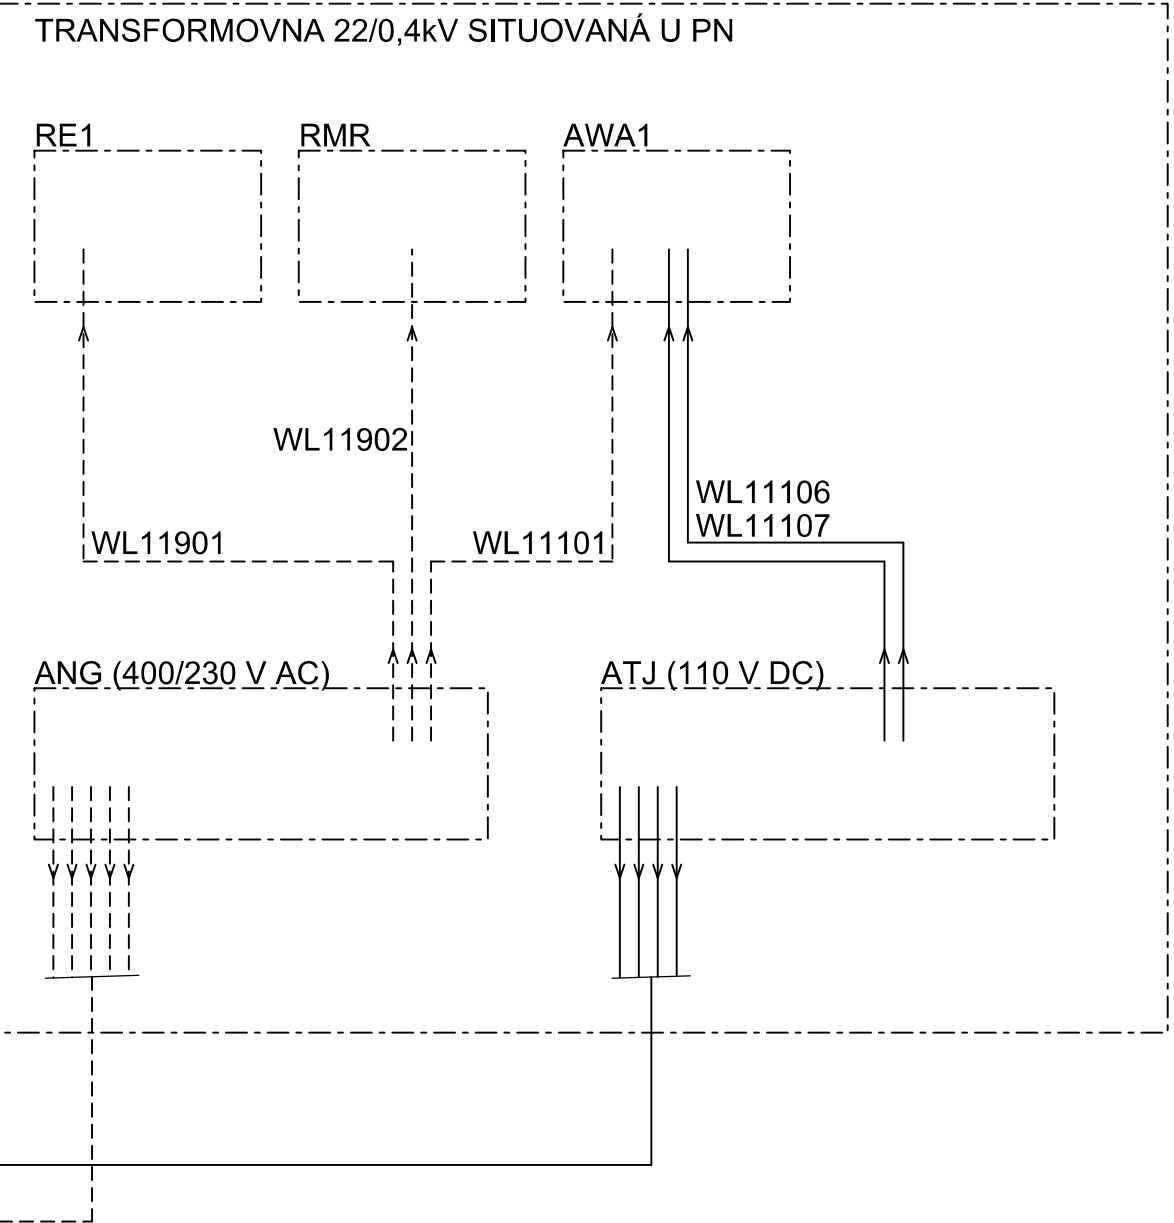 TRANSFORMOVNA 22/0,4kV SITUOVANÁ U PN
RE1
RMR
AWA1
WL11902
WL11106
WL11107
WL11901
WL11101
ANG (400/230 V AC)
ATJ (110 V DC)